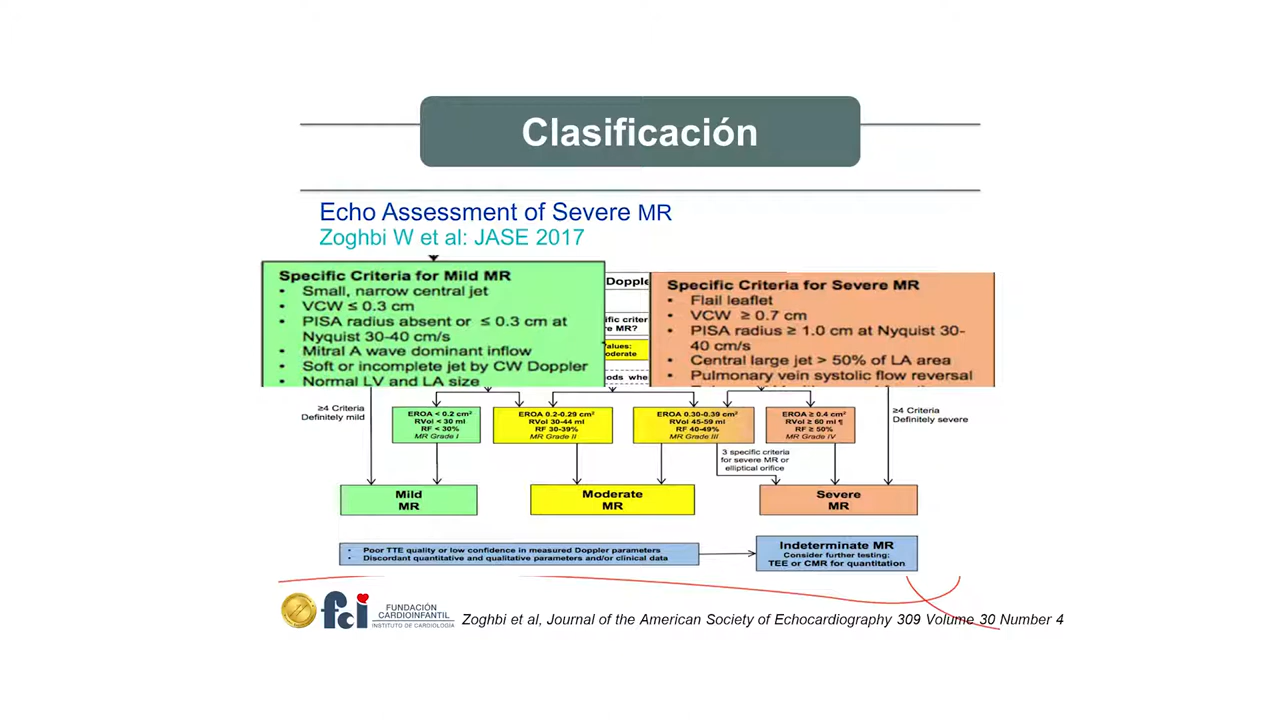 Clasificación
Echo Assessment of Severe MR
Zoghbi W et al: JASE 2017
Specific Criteria for Mild MR
• Small, narrow central jet
• VCW ≤ 0.3 cm
• PISA radius absent or ≤ 0.3 cm at
Nyquist 30-40 cm/s
• Mitral A wave dominant inflow
• Soft or incomplete jet by CW Doppler
• Normal LV and LA size
Specific Criteria for Severe MR
• Flail leaflet
• VCW ≥ 0.7 cm
• PISA radius ≥ 1.0 cm at Nyquist 30-
40 cm/s
• Central large jet > 50% of LA area
• Pulmonary vein systolic flow reversal
≥4 Criteria
Definitely mild
EROA < 0.2 cm²
RVol < 30 ml
RF < 30%
MR Grade I
EROA 0.2-0.29 cm²
RVol 30-44 ml
RF 30-39%
MR Grade II
EROA 0.30-0.39 cm²
RVol 45-59 ml
RF 40-49%
MR Grade III
EROA ≥ 0.4 cm²
RVol ≥ 60 ml ¶
RF ≥ 50%
MR Grade IV
≥4 Criteria
Definitely severe
3 specific criteria
for severe MR or
elliptical orifice
Mild
MR
Moderate
MR
Severe
MR
• Poor TTE quality or low confidence in measured Doppler parameters
• Discordant quantitative and qualitative parameters and/or clinical data
Indeterminate MR
Consider further testing:
TEE or CMR for quantitation
fci
FUNDACIÓN
CARDIOINFANTIL
INSTITUTO DE CARDIOLOGÍA
Zoghbi et al, Journal of the American Society of Echocardiography 309 Volume 30 Number 4